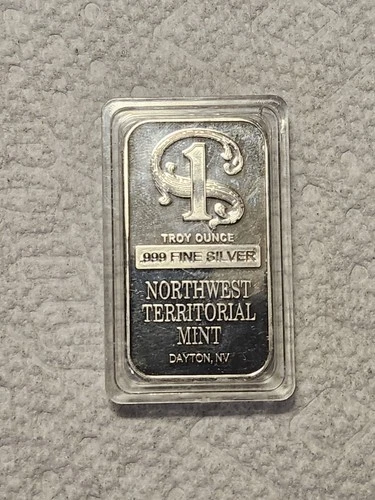 1
TROY OUNCE
.999 FINE SILVER
NORTHWEST
TERRITORIAL
MINT
DAYTON, NV